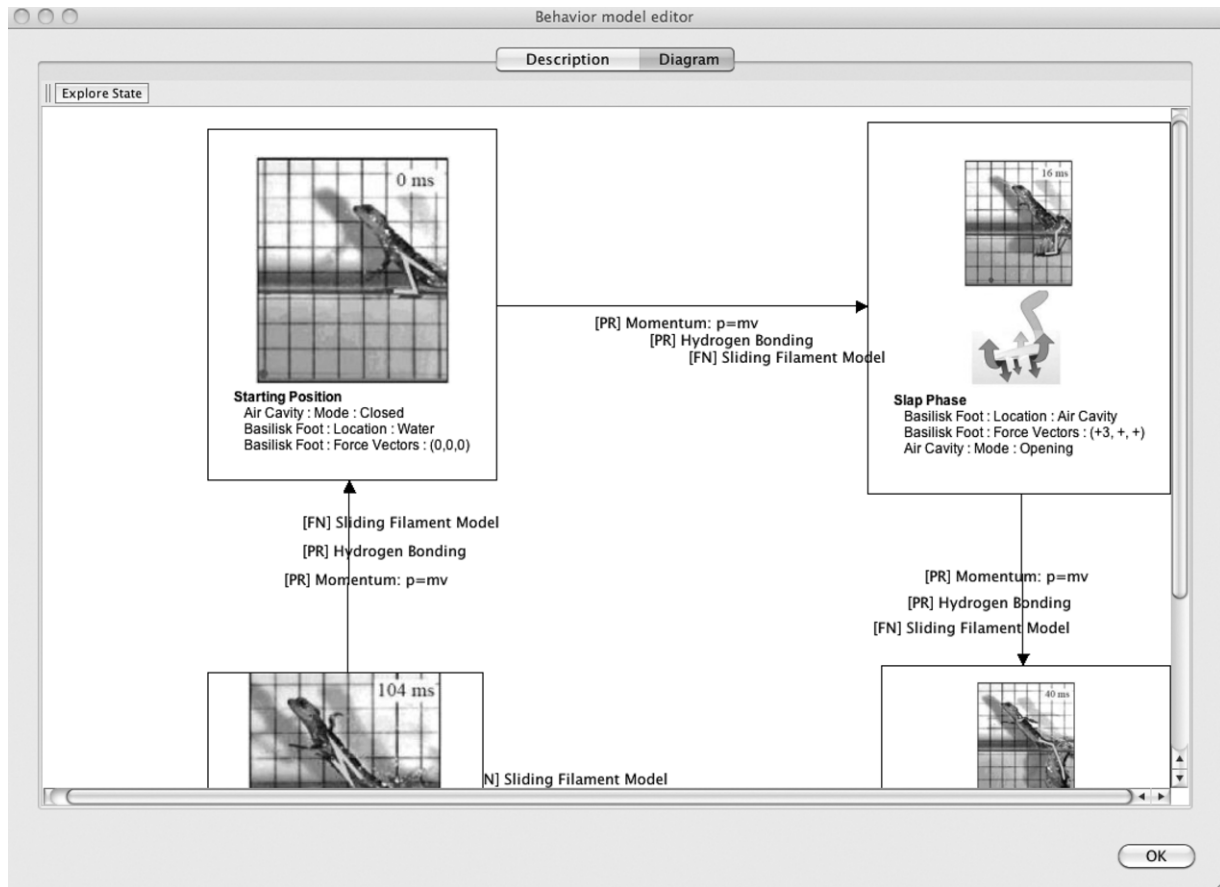 Behavior model editor
Description
Diagram
Explore State
0 ms
Starting Position
Air Cavity : Mode : Closed
Basilisk Foot : Location : Water
Basilisk Foot : Force Vectors : (0,0,0)
[PR] Momentum: p=mv
[PR] Hydrogen Bonding
[FN] Sliding Filament Model
16 ms
Slap Phase
Basilisk Foot : Location : Air Cavity
Basilisk Foot : Force Vectors : (+3, +, +)
Air Cavity : Mode : Opening
[FN] Sliding Filament Model
[PR] Hydrogen Bonding
[PR] Momentum: p=mv
[PR] Momentum: p=mv
[PR] Hydrogen Bonding
[FN] Sliding Filament Model
104 ms
N] Sliding Filament Model
40 ms
OK